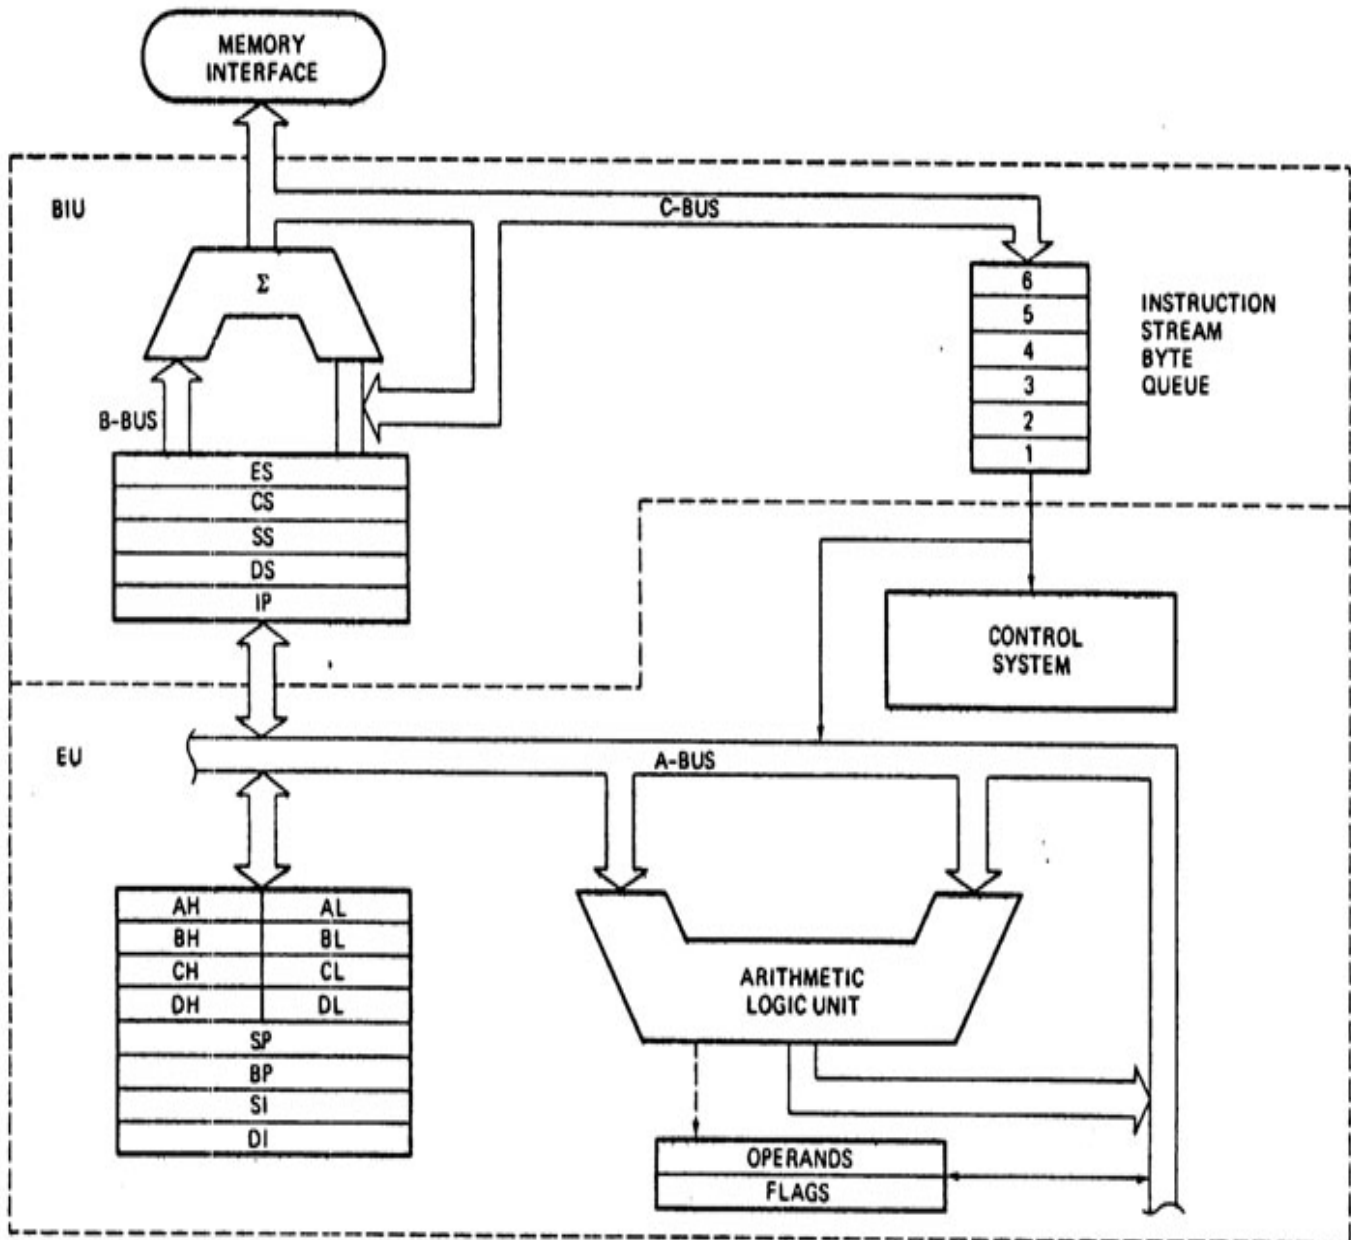 MEMORY
INTERFACE
BIU
C-BUS
Σ
6
5
4
3
2
1
INSTRUCTION
STREAM
BYTE
QUEUE
B-BUS
ES
CS
SS
DS
IP
CONTROL
SYSTEM
EU
A-BUS
AH AL
BH BL
CH CL
DH DL
SP
BP
SI
DI
ARITHMETIC
LOGIC UNIT
OPERANDS
FLAGS